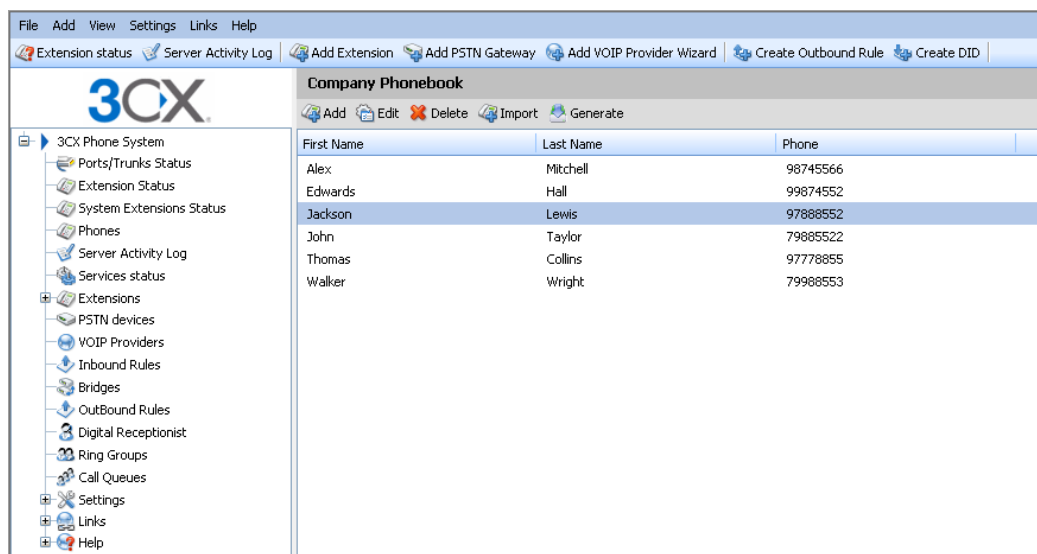 File Add View Settings Links Help
Extension status Server Activity Log Add Extension Add PSTN Gateway Add VOIP Provider Wizard Create Outbound Rule Create DID
3CX
Company Phonebook
Add Edit Delete Import Generate
3CX Phone System
Ports/Trunks Status
Extension Status
System Extensions Status
Phones
Server Activity Log
Services status
Extensions
PSTN devices
VOIP Providers
Inbound Rules
Bridges
OutBound Rules
Digital Receptionist
Ring Groups
Call Queues
Settings
Links
Help
First Name Last Name Phone
Alex Mitchell 98745566
Edwards Hall 99874552
Jackson Lewis 97888552
John Taylor 79885522
Thomas Collins 97778855
Walker Wright 79988553